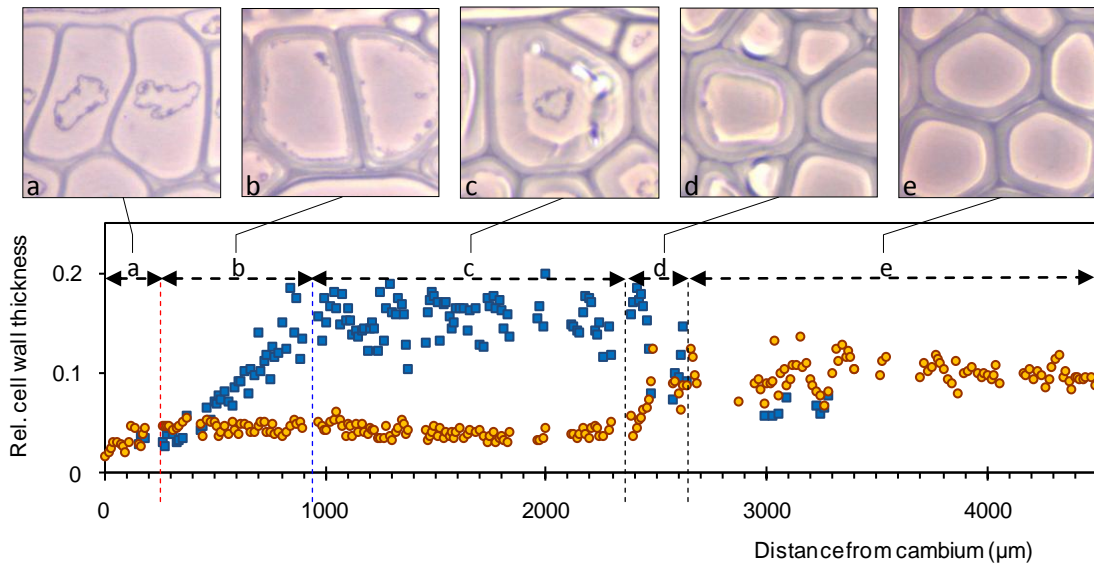 a
b
c
d
e
a
b
c
d
e
Rel. cell wall thickness
0.2
0.1
0
0
1000
2000
3000
4000
Distance from cambium (µm)